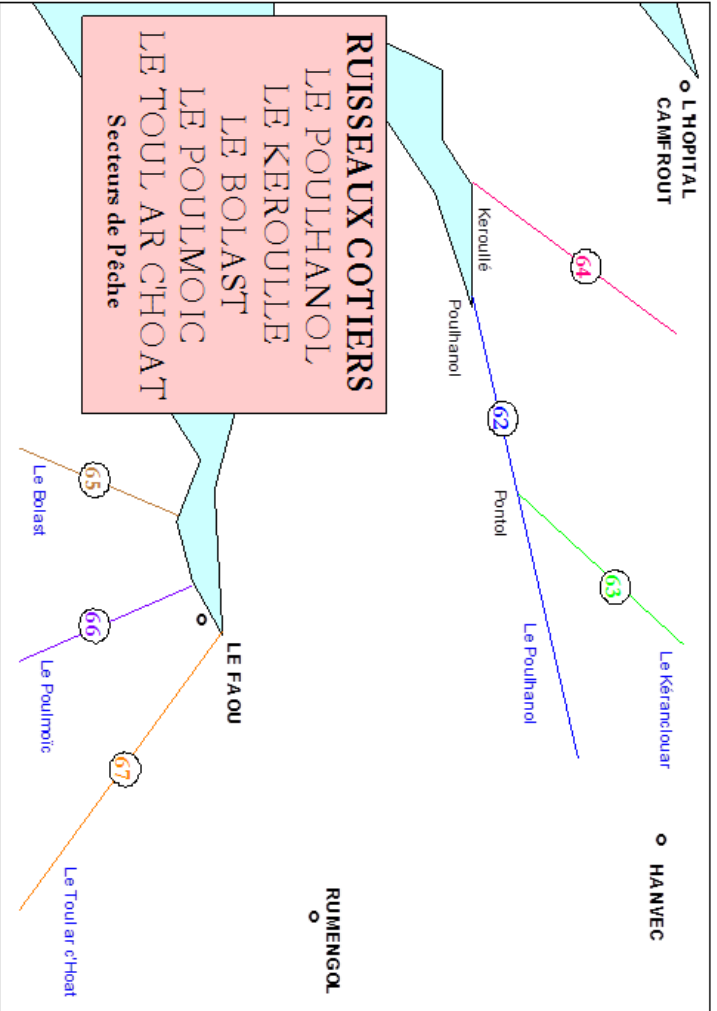 L'HOPITAL
CAMFROUT
RUISSEAUX COTIERS
LE POULHANOL
LE KEROULLE
LE BOLAST
LE POULMOIC
LE TOUL AR C'HOAT
Secteurs de Pêche
Keroullé
64
Poulhanol
62
Pontol
63
Le Kéranclouar
Le Poulhanol
HANVEC
65
Le Bolast
66
Le Poulmoïc
LE FAOU
67
Le Toul ar c'Hoat
RUMENGOL